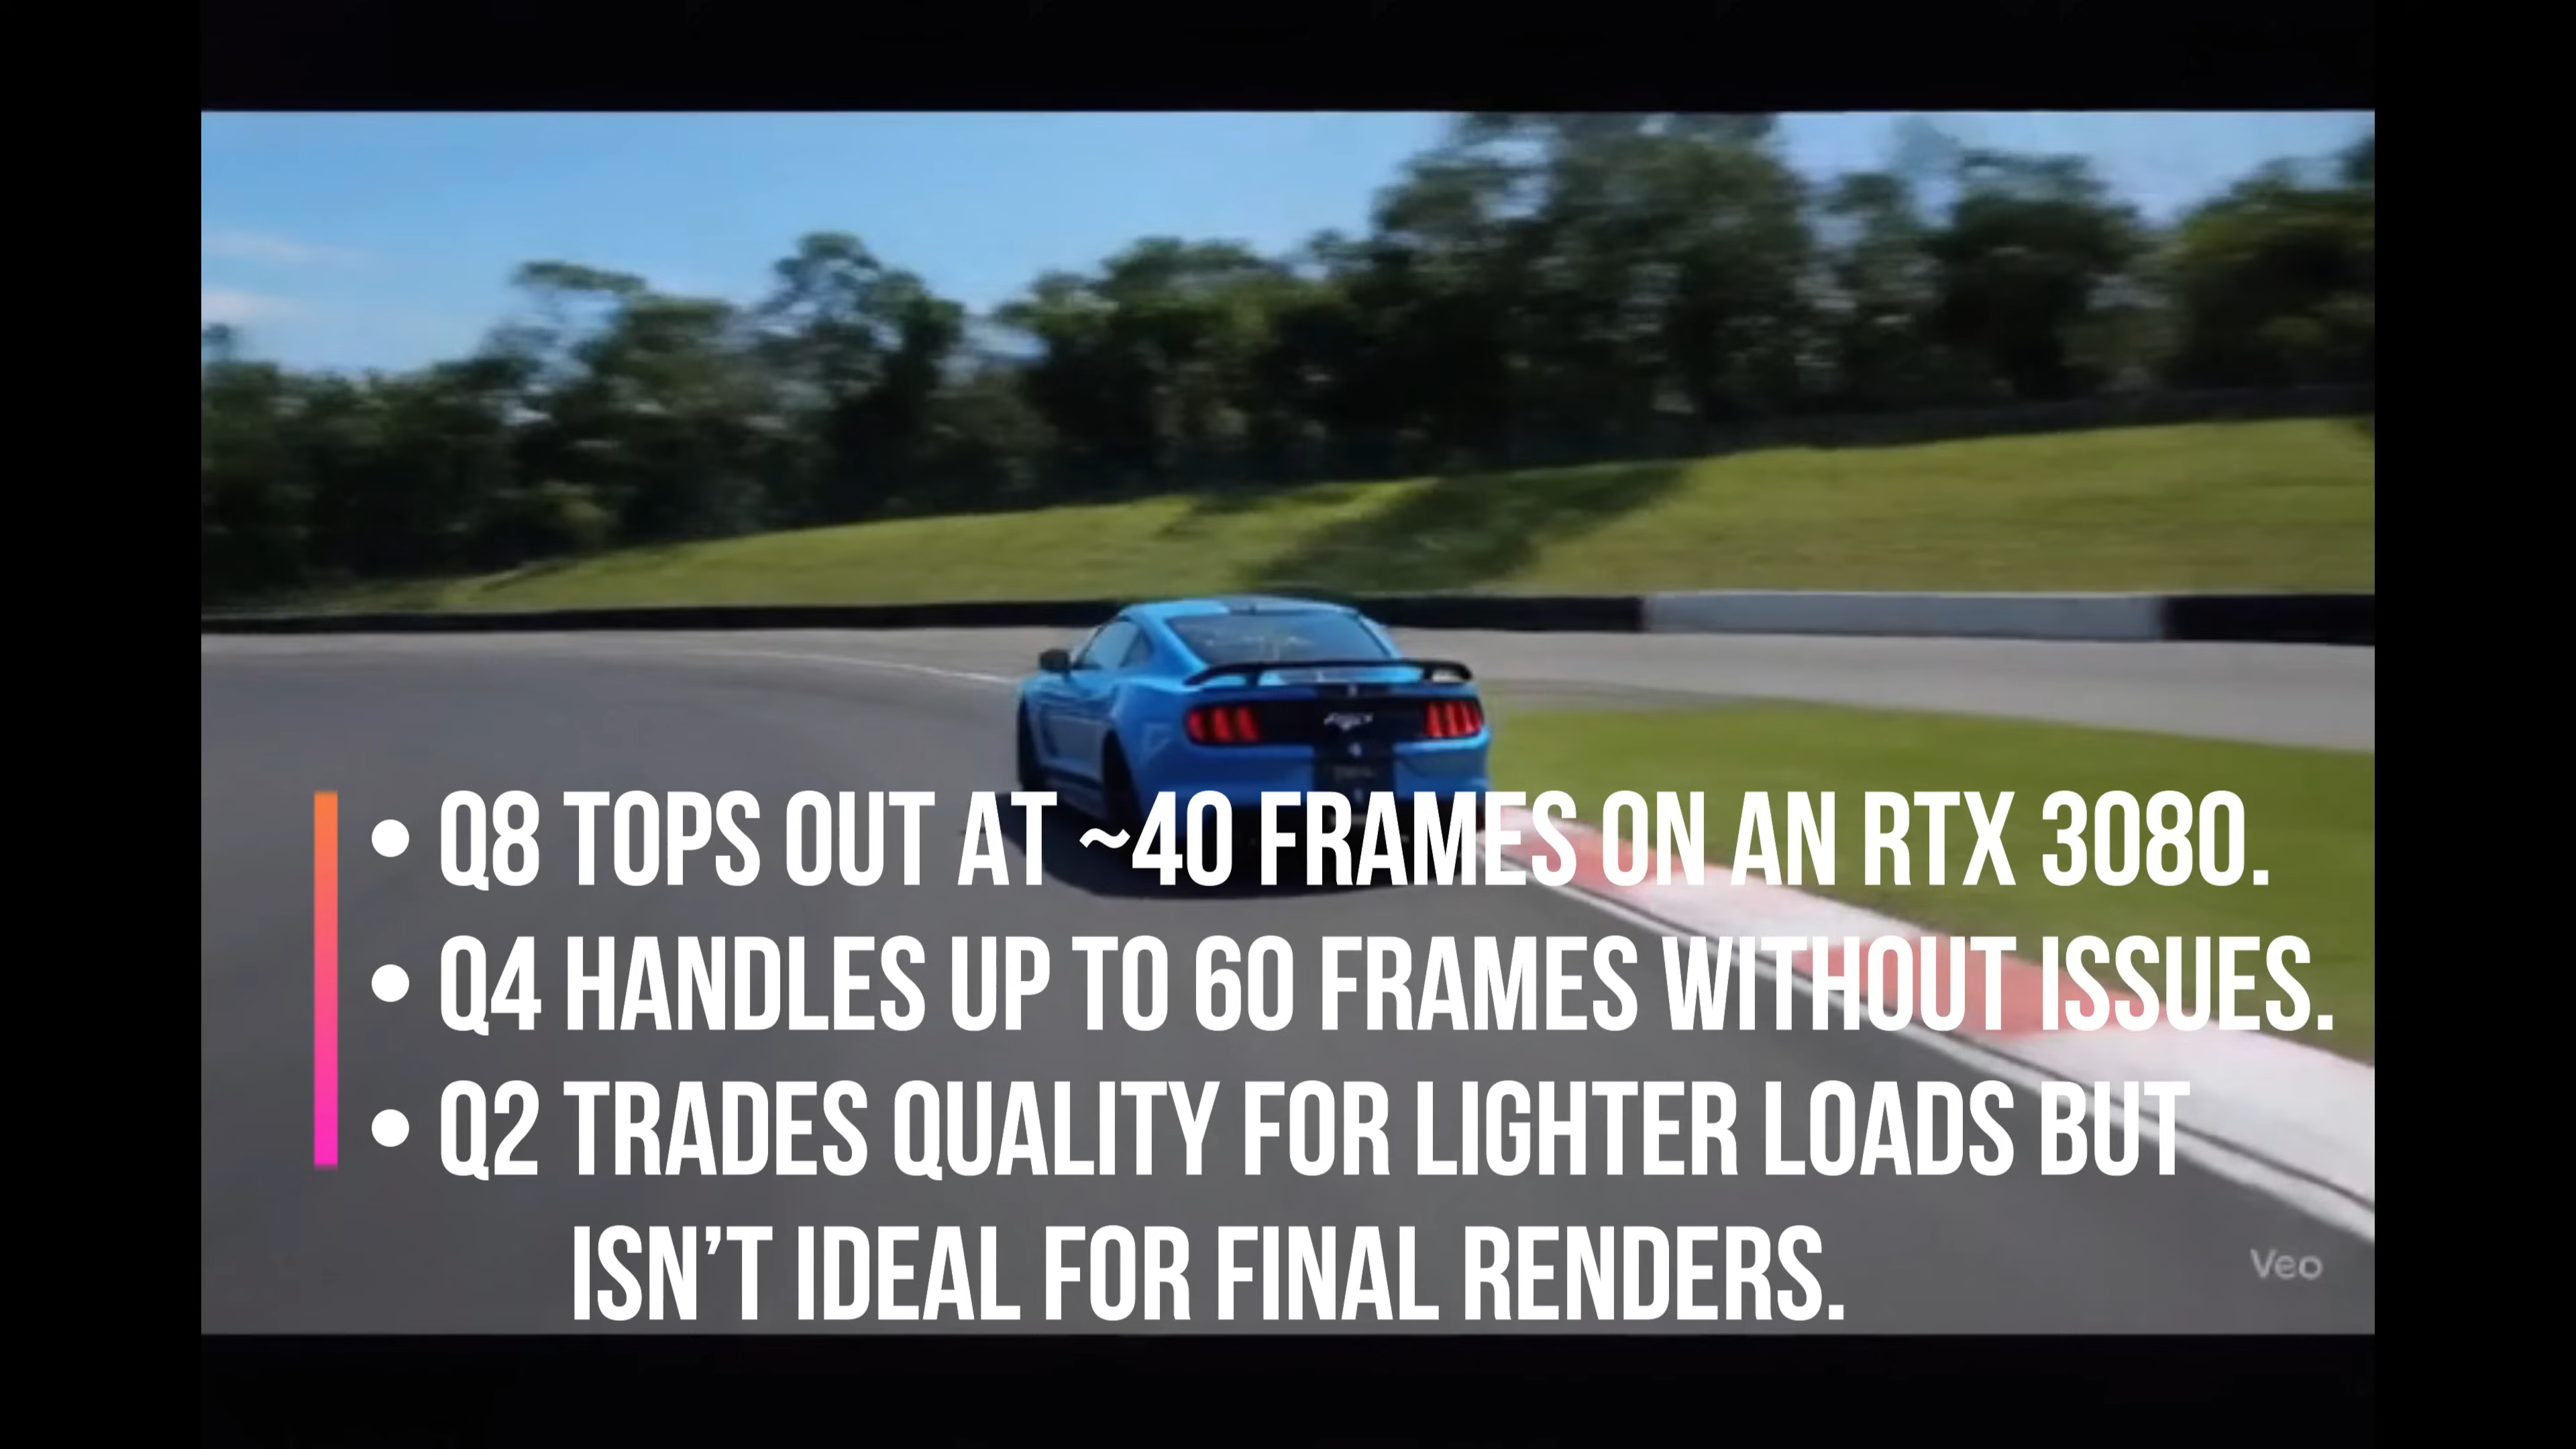 • Q8 TOPS OUT AT ~40 FRAMES ON AN RTX 3080.
• Q4 HANDLES UP TO 60 FRAMES WITHOUT ISSUES.
• Q2 TRADES QUALITY FOR LIGHTER LOADS BUT
ISN’T IDEAL FOR FINAL RENDERS.
Veo